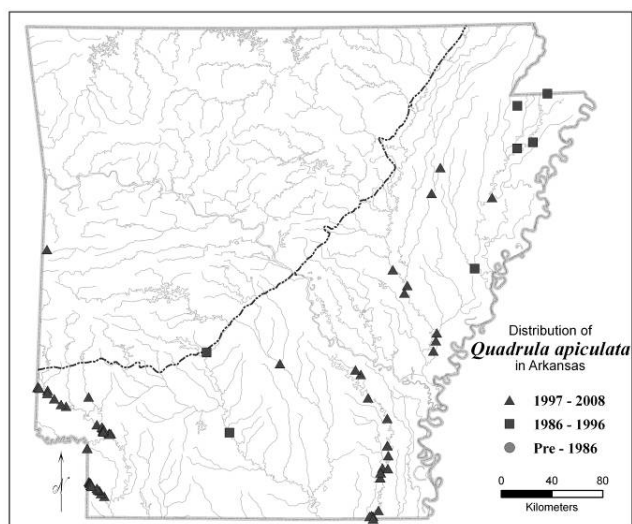 Distribution of
Quadrula apiculata
in Arkansas
1997 - 2008
1986 - 1996
Pre - 1986
0 40 80
Kilometers